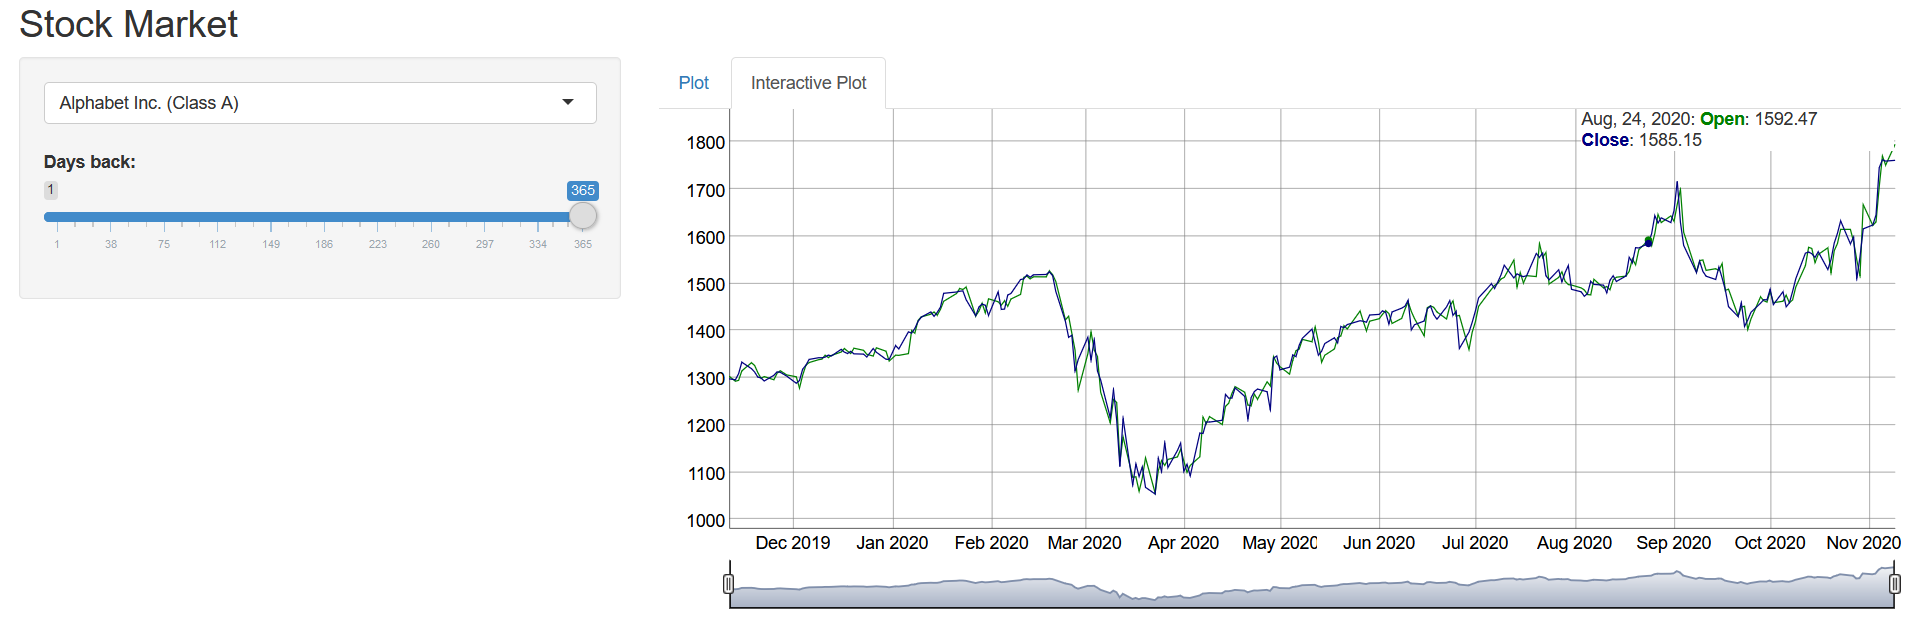 Stock Market
Alphabet Inc. (Class A)
Days back:
1
365
1 38 75 112 149 186 223 260 297 334 365
Plot Interactive Plot
Aug, 24, 2020: Open: 1592.47
Close: 1585.15
1800
1700
1600
1500
1400
1300
1200
1100
1000
Dec 2019 Jan 2020 Feb 2020 Mar 2020 Apr 2020 May 2020 Jun 2020 Jul 2020 Aug 2020 Sep 2020 Oct 2020 Nov 2020